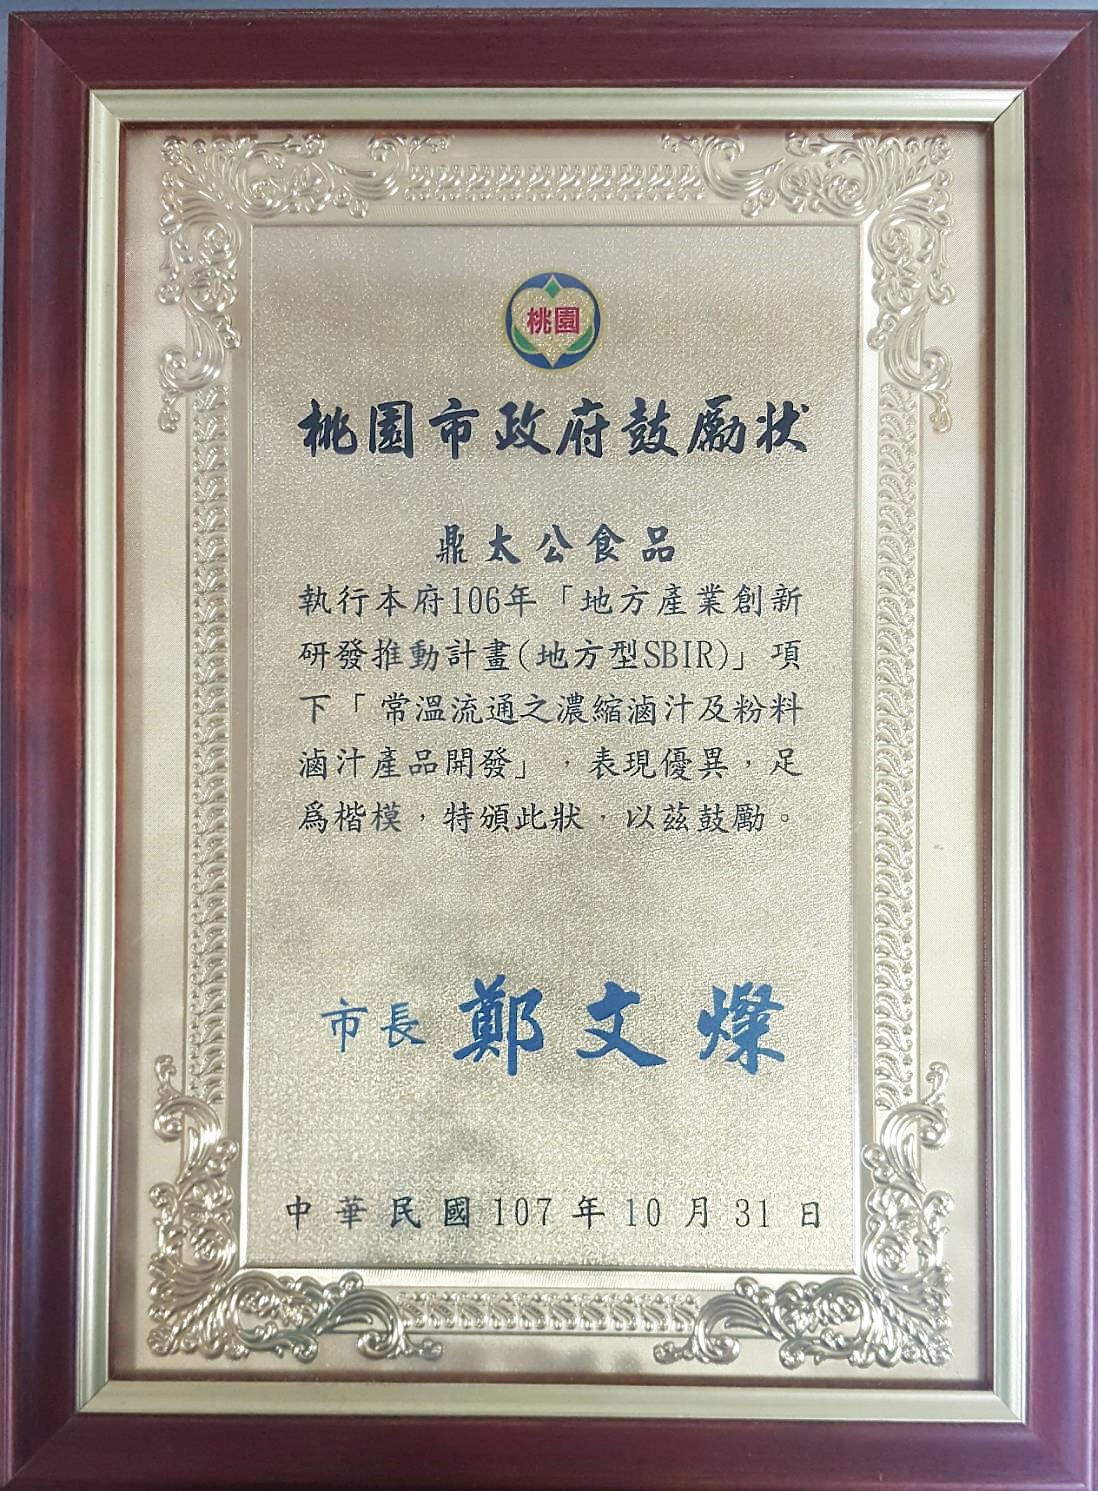 桃園
桃園市政府鼓勵狀
鼎太公食品
執行本府106年「地方產業創新
研發推動計畫(地方型SBIR)」項
下「常溫流通之濃縮滷汁及粉料
滷汁產品開發」，表現優異，足
為楷模，特頒此狀，以茲鼓勵。
市長 鄭文燦
中華民國107年10月31日